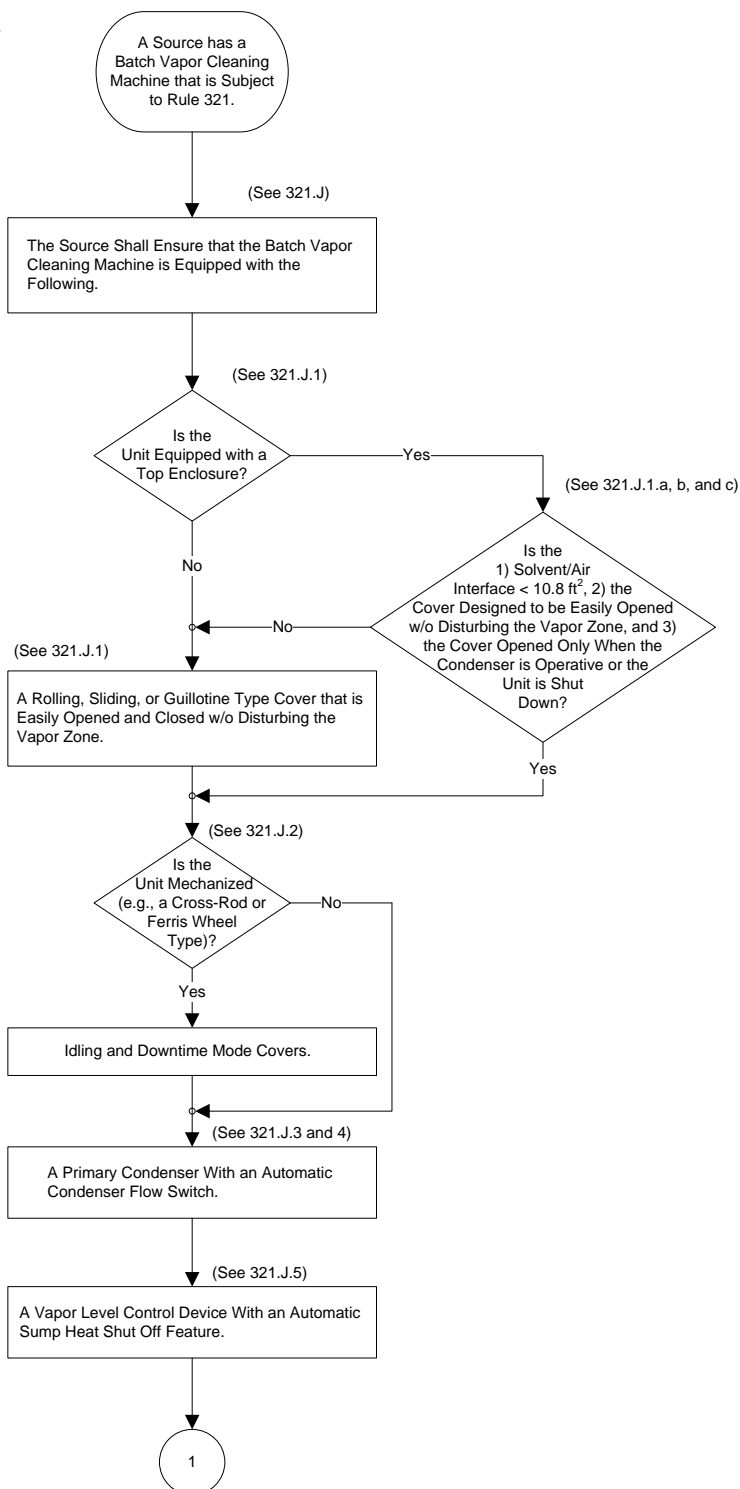 A Source has a
Batch Vapor Cleaning
Machine that is Subject
to Rule 321.
(See 321.J)
The Source Shall Ensure that the Batch Vapor
Cleaning Machine is Equipped with the
Following.
(See 321.J.1)
Is the
Unit Equipped with a
Top Enclosure?
Yes
(See 321.J.1.a, b, and c)
Is the
1) Solvent/Air
Interface < 10.8 ft², 2) the
Cover Designed to be Easily Opened
w/o Disturbing the Vapor Zone, and 3)
the Cover Opened Only When the
Condenser is Operative or the
Unit is Shut
Down?
No
No
(See 321.J.1)
A Rolling, Sliding, or Guillotine Type Cover that is
Easily Opened and Closed w/o Disturbing the
Vapor Zone.
Yes
(See 321.J.2)
Is the
Unit Mechanized
(e.g., a Cross-Rod or
Ferris Wheel
Type)?
No
Yes
Idling and Downtime Mode Covers.
(See 321.J.3 and 4)
A Primary Condenser With an Automatic
Condenser Flow Switch.
(See 321.J.5)
A Vapor Level Control Device With an Automatic
Sump Heat Shut Off Feature.
1